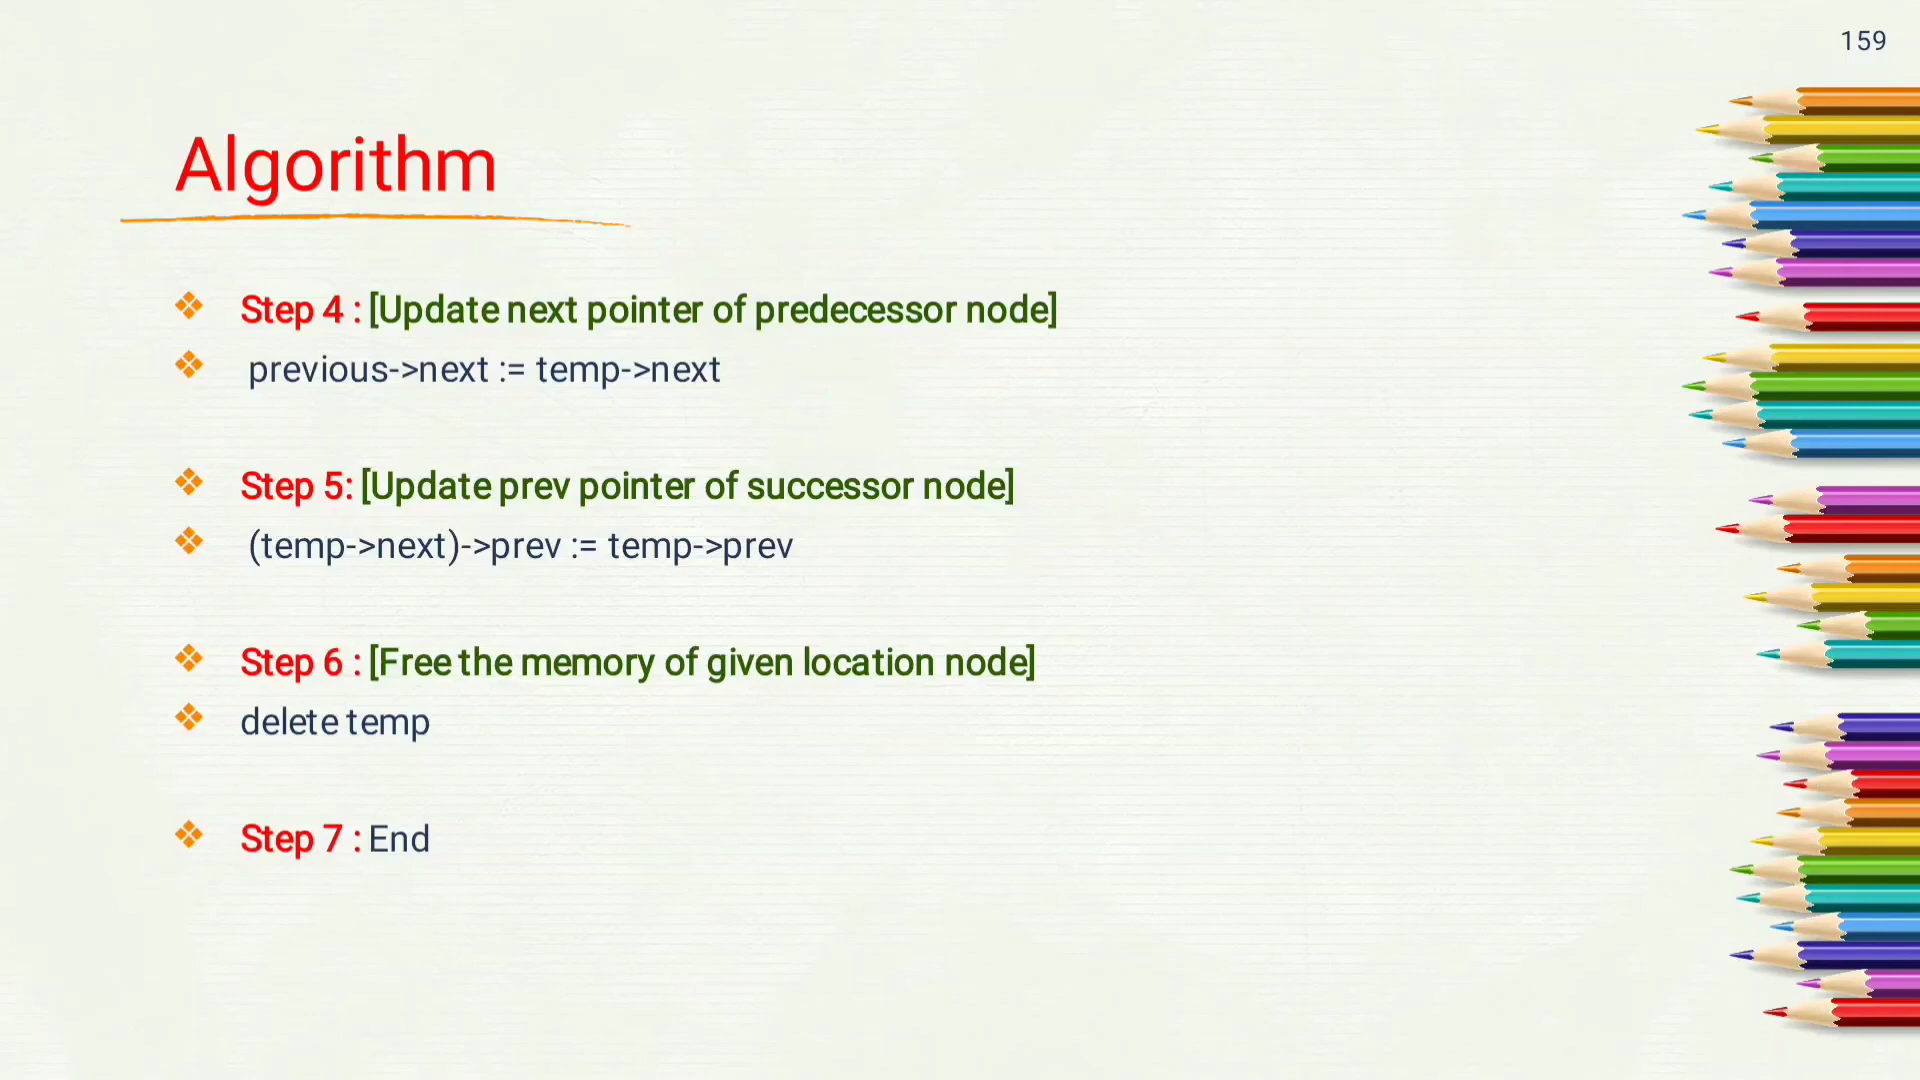 159
Algorithm
Step 4 : [Update next pointer of predecessor node]
previous->next := temp->next
Step 5: [Update prev pointer of successor node]
(temp->next)->prev := temp->prev
Step 6 : [Free the memory of given location node]
delete temp
Step 7 : End